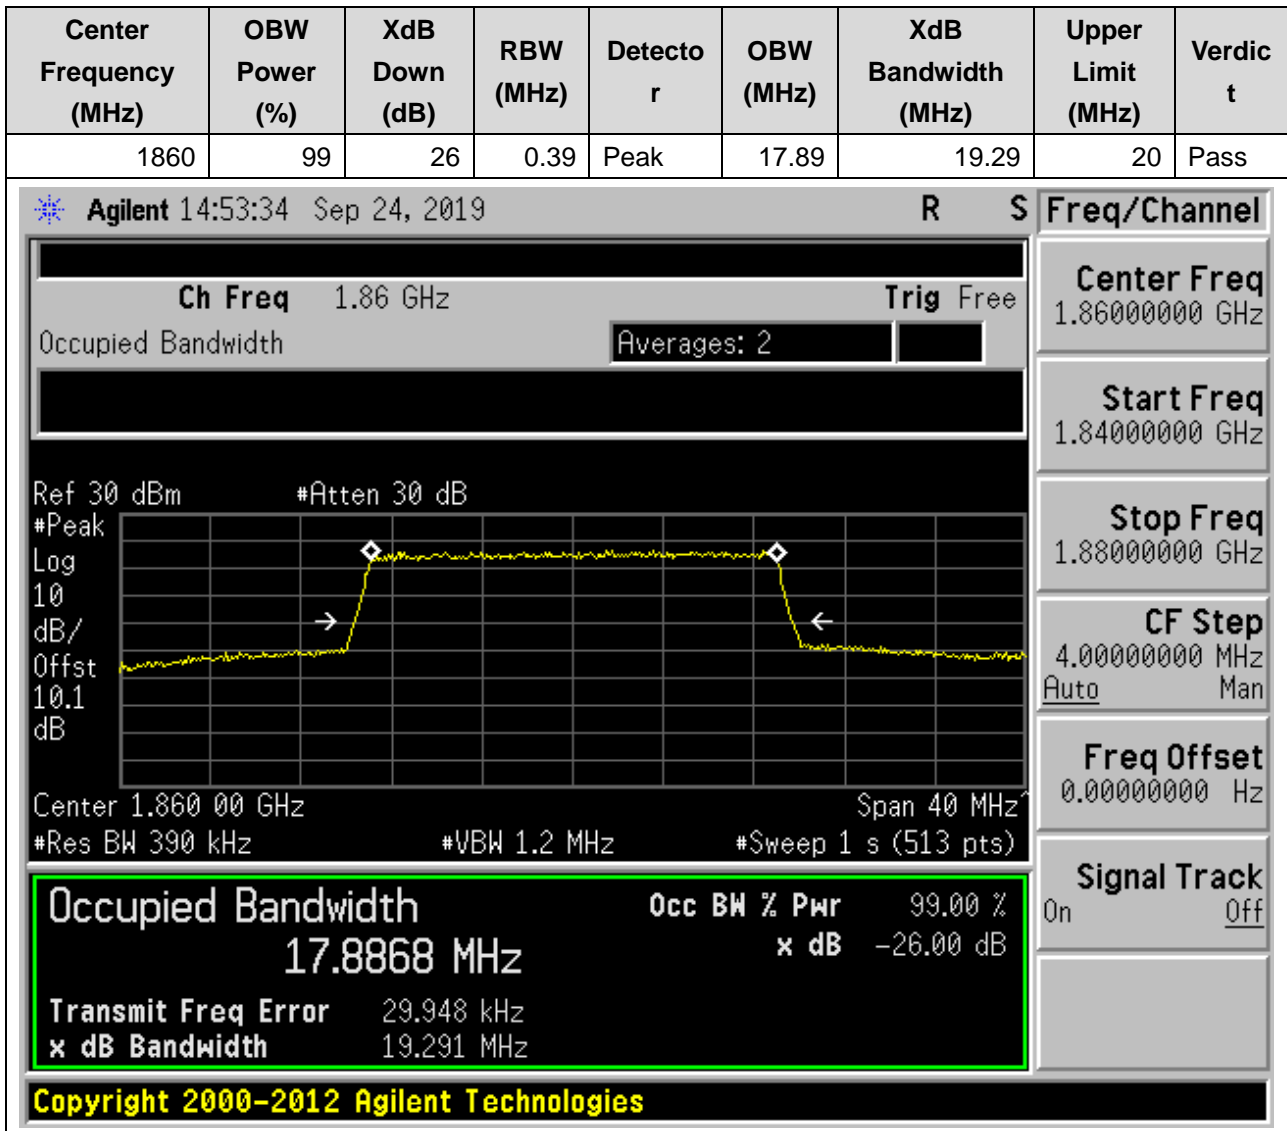 Center Frequency (MHz) | OBW Power (%) | XdB Down (dB) | RBW (MHz) | Detector | OBW (MHz) | XdB Bandwidth (MHz) | Upper Limit (MHz) | Verdict
1860 | 99 | 26 | 0.39 | Peak | 17.89 | 19.29 | 20 | Pass
Agilent 14:53:34 Sep 24, 2019 R S
Ch Freq 1.86 GHz Trig Free
Occupied Bandwidth Averages: 2
Ref 30 dBm #Atten 30 dB
#Peak
Log
10
dB/
Offst
10.1
dB
Center 1.860 00 GHz Span 40 MHz^
#Res BW 390 kHz #VBW 1.2 MHz #Sweep 1 s (513 pts)
Occupied Bandwidth Occ BW % Pwr 99.00 %
17.8868 MHz x dB -26.00 dB
Transmit Freq Error 29.948 kHz
x dB Bandwidth 19.291 MHz
Copyright 2000-2012 Agilent Technologies
Freq/Channel
Center Freq
1.86000000 GHz
Start Freq
1.84000000 GHz
Stop Freq
1.88000000 GHz
CF Step
4.00000000 MHz
Auto Man
Freq Offset
0.00000000 Hz
Signal Track
On Off